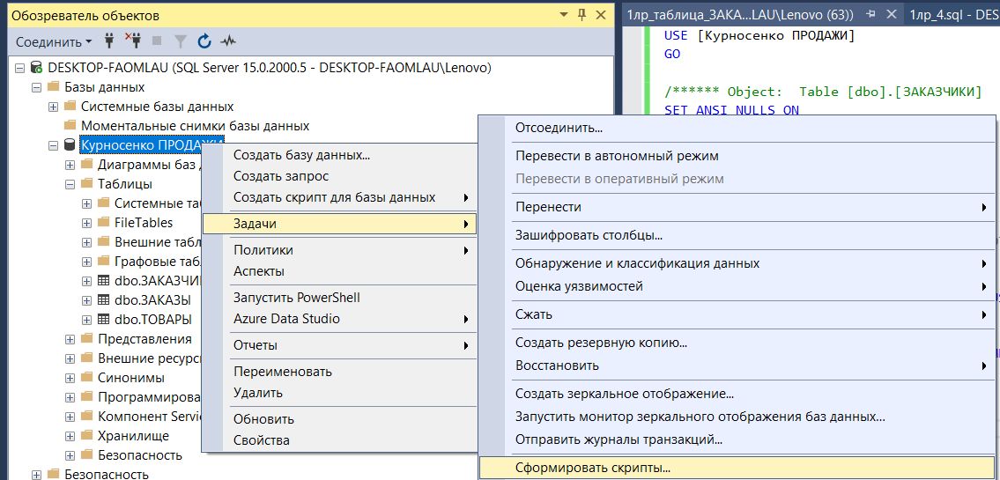 Обозреватель объектов
Соединить
DESKTOP-FAOMLAU (SQL Server 15.0.2000.5 - DESKTOP-FAOMLAU\Lenovo)
Базы данных
Системные базы данных
Моментальные снимки базы данных
Курносенко ПРОДАЖИ
Диаграммы баз
Таблицы
Системные таб
FileTables
Внешние табл
Графовые табл
dbo.ЗАКАЗЧИ
dbo.ЗАКАЗЫ
dbo.ТОВАРЫ
Представления
Внешние ресурс
Синонимы
Программирова
Компонент Servi
Хранилище
Безопасность
Безопасность
Создать базу данных...
Создать запрос
Создать скрипт для базы данных
Задачи
Политики
Аспекты
Запустить PowerShell
Azure Data Studio
Отчеты
Переименовать
Удалить
Обновить
Свойства
Отсоединить...
Перевести в автономный режим
Перевести в оперативный режим
Перенести
Зашифровать столбцы...
Обнаружение и классификация данных
Оценка уязвимостей
Сжать
Создать резервную копию...
Восстановить
Создать зеркальное отображение...
Запустить монитор зеркального отображения баз данных...
Отправить журналы транзакций...
Сформировать скрипты...
1лр_таблица_ЗАКА...LAU\Lenovo (63))
1лр_4.sql - DES
USE [Курносенко ПРОДАЖИ]
GO
/****** Object:  Table [dbo].[ЗАКАЗЧИКИ]
SET ANSI NULLS ON